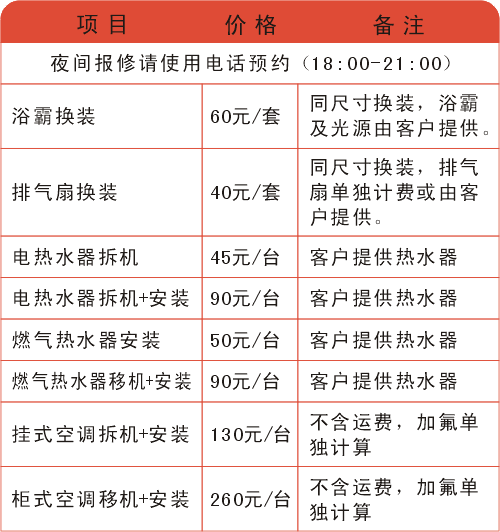 项目 价格 备注
夜间报修请使用电话预约（18:00-21:00）
浴霸换装 60元/套 同尺寸换装，浴霸
及光源由客户提供。
排气扇换装 40元/套 同尺寸换装，排气
扇单独计费或由客
户提供。
电热水器拆机 45元/台 客户提供热水器
电热水器拆机+安装 90元/台 客户提供热水器
燃气热水器安装 50元/台 客户提供热水器
燃气热水器移机+安装 90元/台 客户提供热水器
挂式空调拆机+安装 130元/台 不含运费，加氟单
独计算
柜式空调移机+安装 260元/台 不含运费，加氟单
独计算